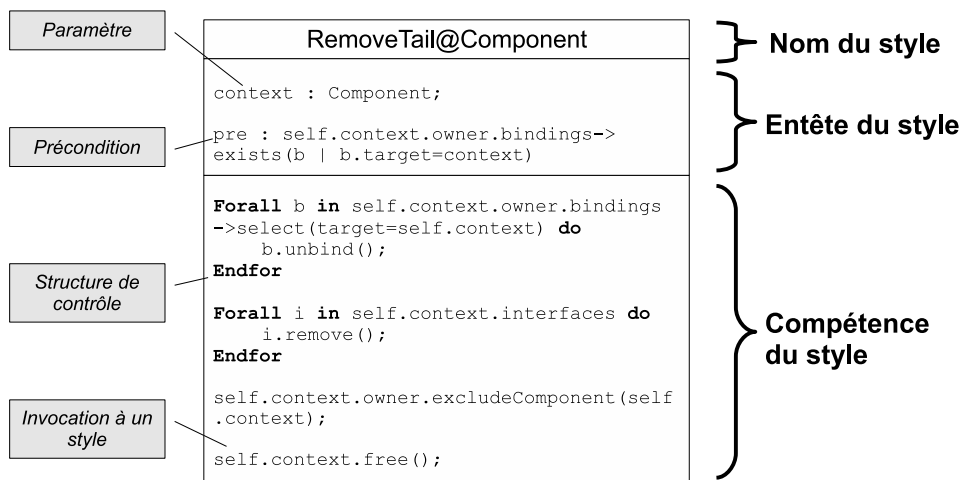 Paramètre
RemoveTail@Component
Nom du style
context : Component;
Entête du style
Précondition
pre : self.context.owner.bindings->
exists(b | b.target=context)
Forall b in self.context.owner.bindings
->select(target=self.context) do
b.unbind();
Endfor
Structure de
contrôle
Forall i in self.context.interfaces do
i.remove();
Endfor
Compétence
du style
self.context.owner.excludeComponent(self
.context);
Invocation à un
style
self.context.free();